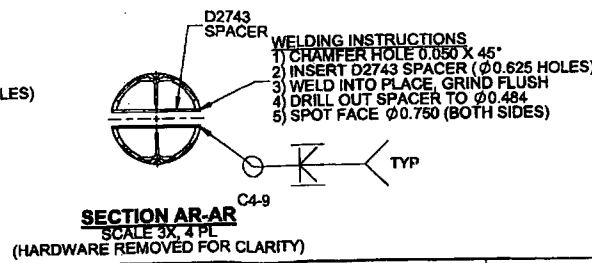 D2743
SPACER
LES)
WELDING INSTRUCTIONS
1) CHAMFER HOLE 0.050 X 45°
2) INSERT D2743 SPACER (Ø0.625 HOLES)
3) WELD INTO PLACE, GRIND FLUSH
4) DRILL OUT SPACER TO Ø0.484
5) SPOT FACE Ø0.750 (BOTH SIDES)
TYP
C4-9
SECTION AR-AR
SCALE 3X, 4 PL
(HARDWARE REMOVED FOR CLARITY)